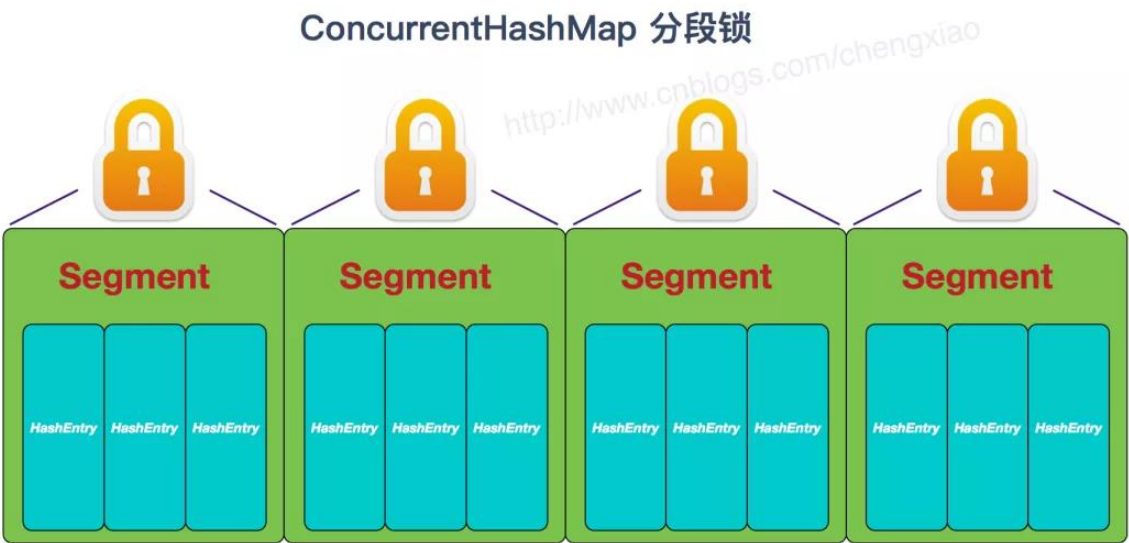 ConcurrentHashMap 分段锁
http://www.cnblogs.com/chengxiao
Segment Segment Segment Segment
HashEntry HashEntry HashEntry HashEntry HashEntry HashEntry HashEntry HashEntry HashEntry HashEntry HashEntry HashEntry